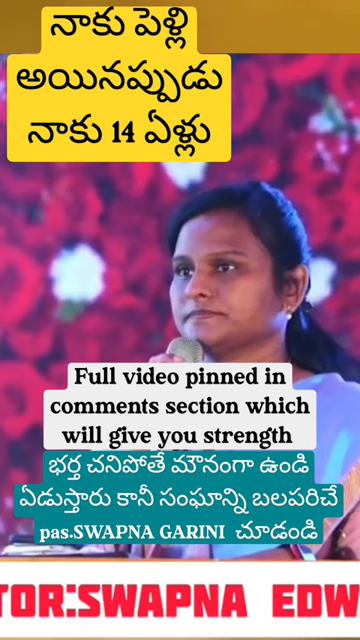 నాకు పెళ్లి
అయినప్పుడు
నాకు 14 ఏళ్లు
Full video pinned in
comments section which
will give you strength
భర్త చనిపోతే మౌనంగా ఉండి
ఏడుస్తారు కానీ సంఘాన్ని బలపరిచే
pas.SWAPNA GARINI చూడండి
TOR:SWAPNA EDW